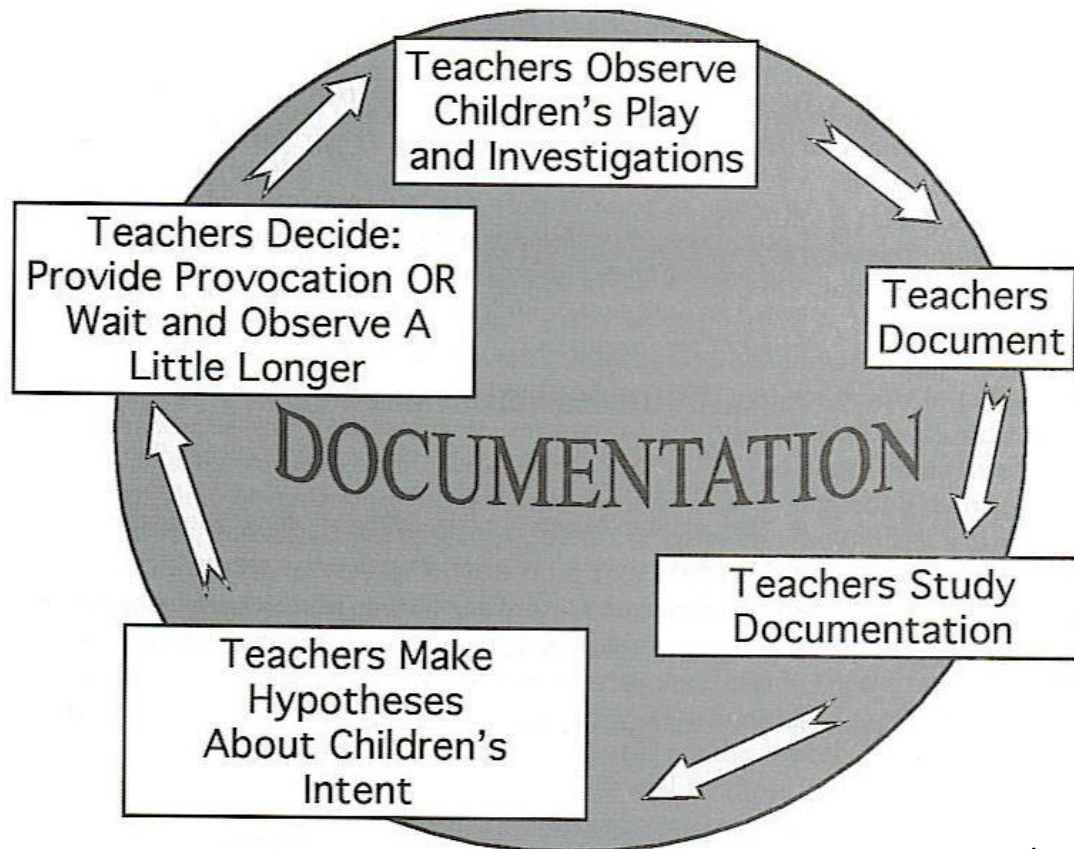 Teachers Observe
Children's Play
and Investigations
Teachers
Document
Teachers Study
Documentation
Teachers Make
Hypotheses
About Children's
Intent
Teachers Decide:
Provide Provocation OR
Wait and Observe A
Little Longer
DOCUMENTATION